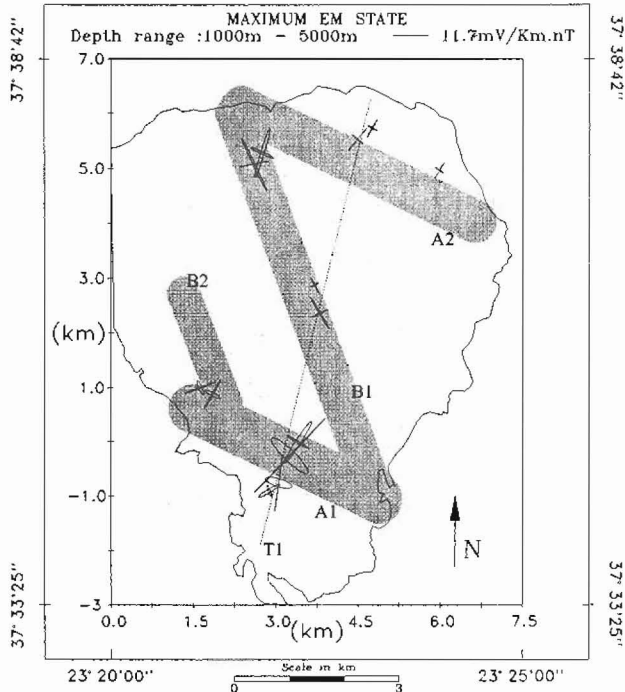 MAXIMUM EM STATE
Depth range :1000m - 5000m
11.7mV/Km.nT
37° 38'42''
37° 38'42''
7.0
5.0
3.0
(km)
1.0
-1.0
-3
A2
B2
B1
A1
T1
N
0.0
1.5
3.0
4.5
6.0
7.5
(km)
37° 33'25''
37° 33'25''
23° 20'00''
23° 25'00''
Scale in km
0
3